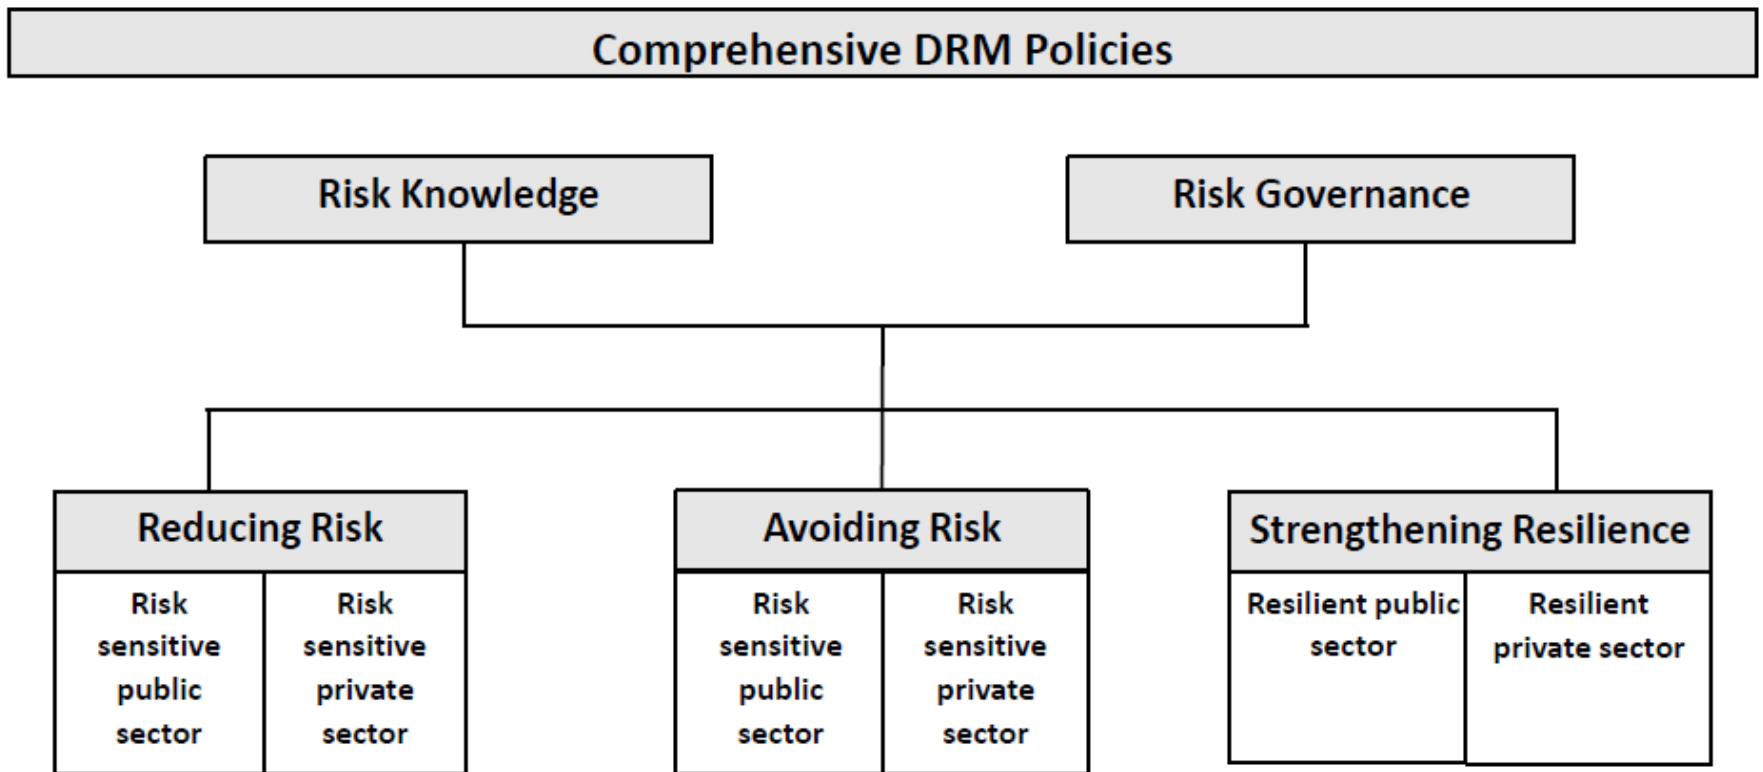 Comprehensive DRM Policies
Risk Knowledge
Risk Governance
Reducing Risk
Risk
sensitive
public
sector
Risk
sensitive
private
sector
Avoiding Risk
Risk
sensitive
public
sector
Risk
sensitive
private
sector
Strengthening Resilience
Resilient public
sector
Resilient
private sector